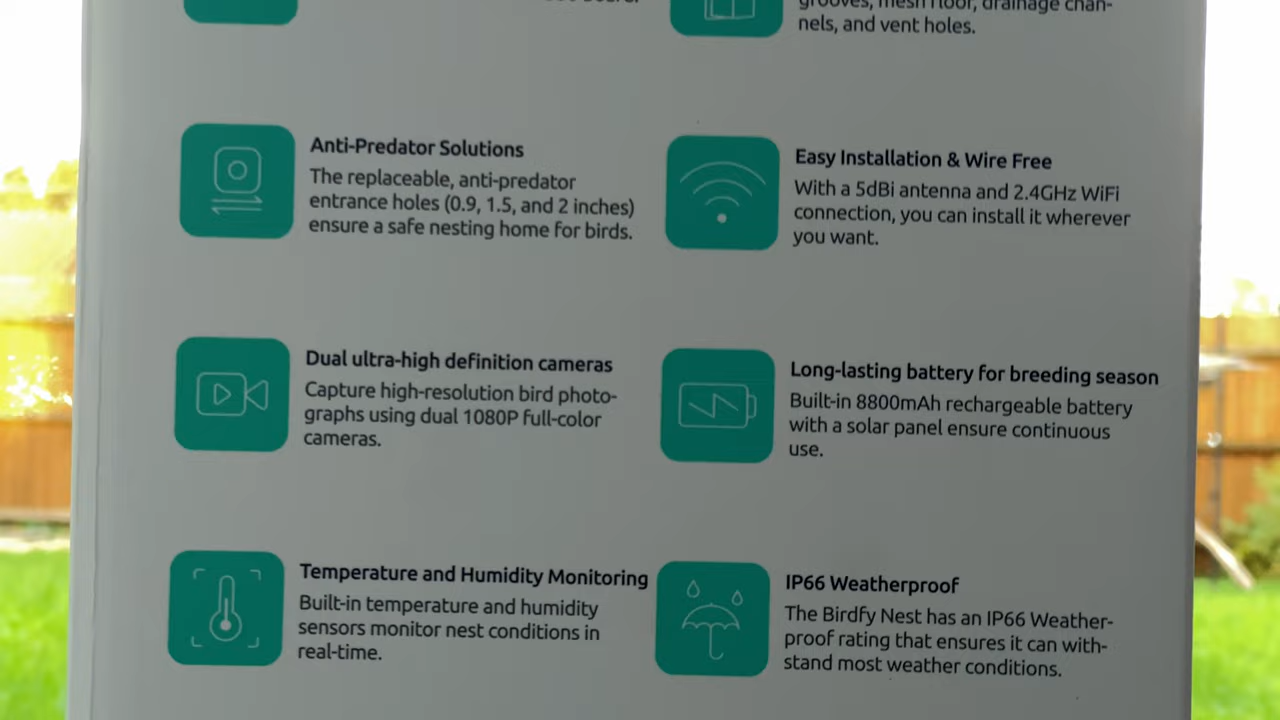 grooves, mesh floor, drainage chan-
nels, and vent holes.
Anti-Predator Solutions
The replaceable, anti-predator
entrance holes (0.9, 1.5, and 2 inches)
ensure a safe nesting home for birds.
Easy Installation & Wire Free
With a 5dBi antenna and 2.4GHz WiFi
connection, you can install it wherever
you want.
Dual ultra-high definition cameras
Capture high-resolution bird photo-
graphs using dual 1080P full-color
cameras.
Long-lasting battery for breeding season
Built-in 8800mAh rechargeable battery
with a solar panel ensure continuous
use.
Temperature and Humidity Monitoring
Built-in temperature and humidity
sensors monitor nest conditions in
real-time.
IP66 Weatherproof
The Birdfy Nest has an IP66 Weather-
proof rating that ensures it can with-
stand most weather conditions.